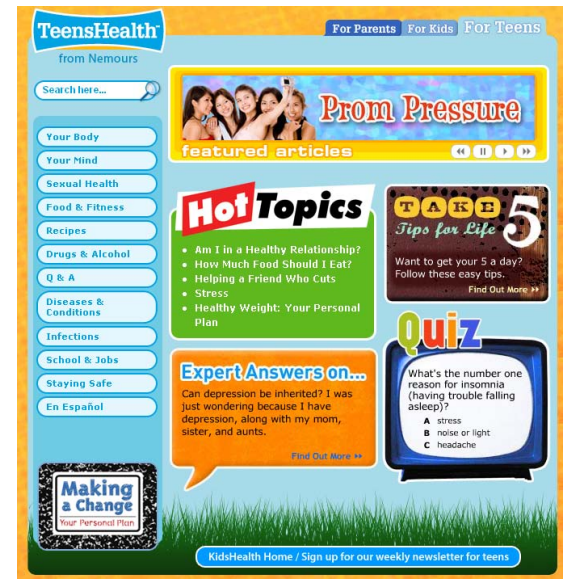 TeensHealth™
from Nemours
For Parents
For Kids
For Teens
Search here...
Your Body
Your Mind
Sexual Health
Food & Fitness
Recipes
Drugs & Alcohol
Q & A
Diseases &
Conditions
Infections
School & Jobs
Staying Safe
En Español
Making
a Change
Your Personal Plan
Prom Pressure
featured articles
Hot Topics
• Am I in a Healthy Relationship?
• How Much Food Should I Eat?
• Helping a Friend Who Cuts
• Stress
• Healthy Weight: Your Personal
Plan
TAKE 5
Tips for Life
Want to get your 5 a day?
Follow these easy tips.
Find Out More
Expert Answers on...
Can depression be inherited? I was
just wondering because I have
depression, along with my mom,
sister, and aunts.
Find Out More
Quiz
What's the number one
reason for insomnia
(having trouble falling
asleep)?
A stress
B noise or light
C headache
KidsHealth Home / Sign up for our weekly newsletter for teens